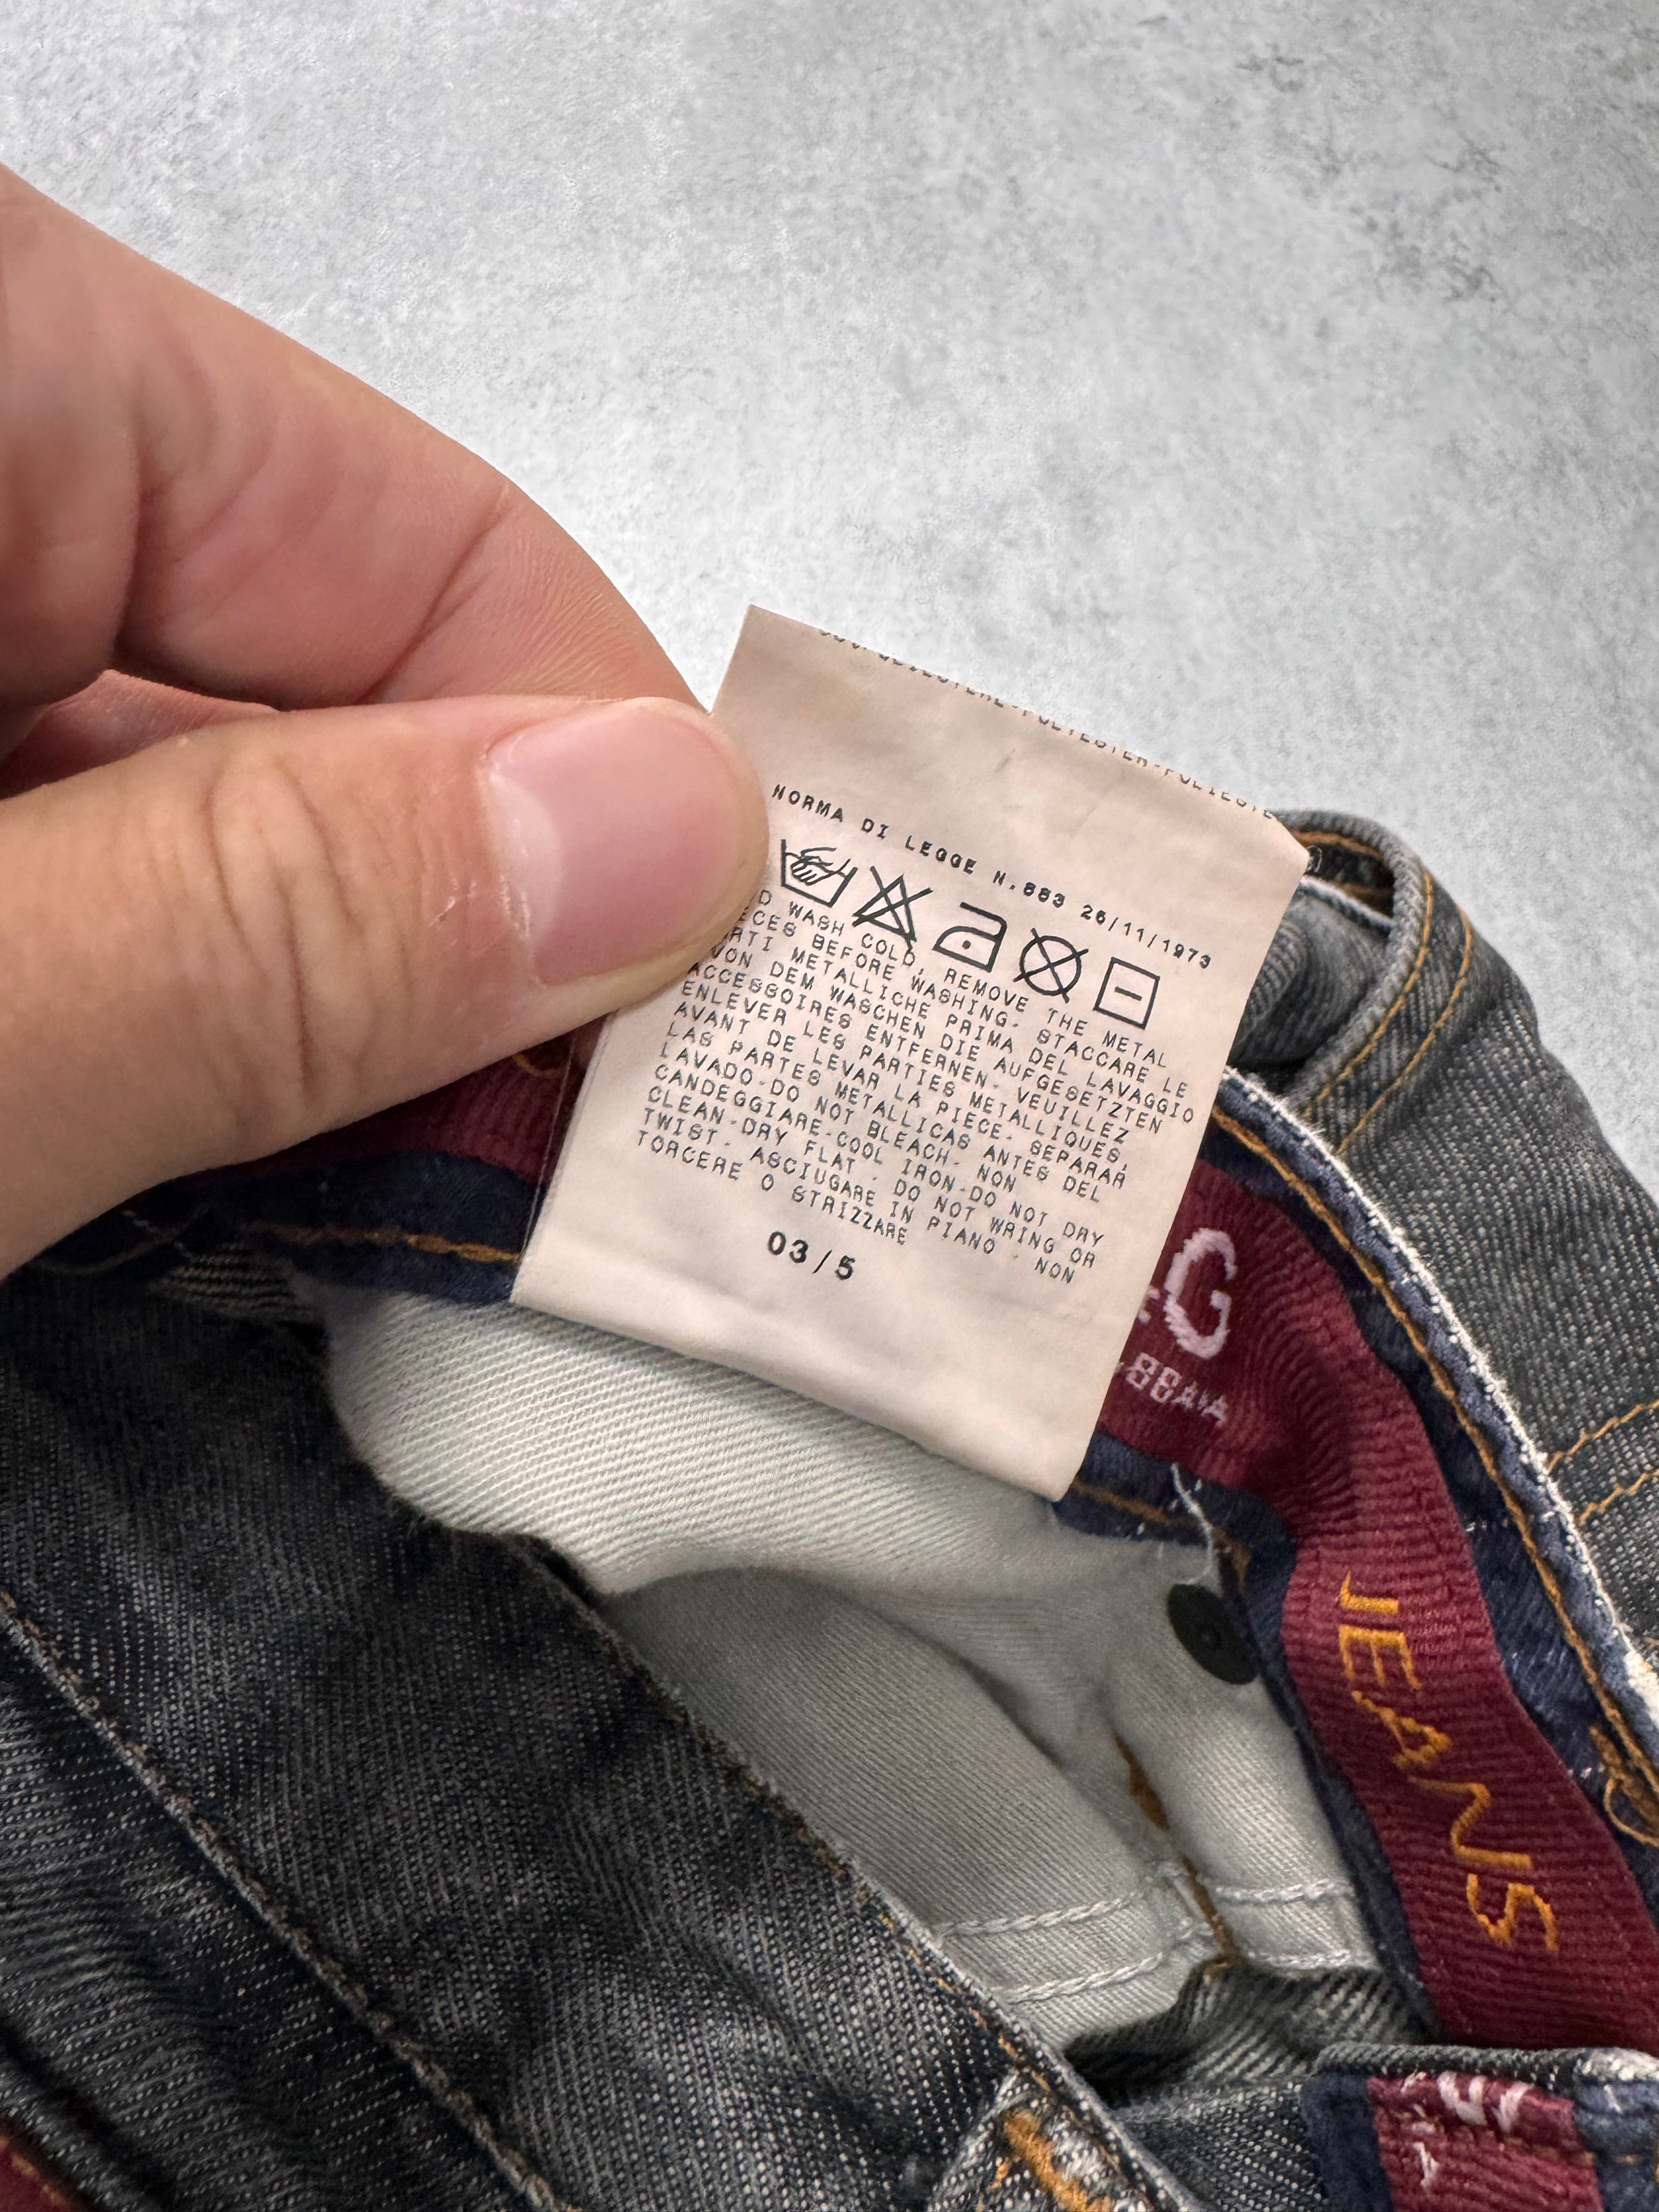 POLYESTER-POLIESTE
NORMA DI LEGGE N.883 26/11/1973
WASH COLD, REMOVE THE METAL
BEFORE WASHING. STACCARE LE
METALLICHE PRIMA DEL LAVAGGIO
DEM WASCHEN DIE AUFGESETZTEN
ACCESSOIRES ENTFERNEN. VEUILLEZ
ENLEVER LES PARTIES METALLIQUES,
AVANT DE LEVAR LA PIECE. SEPARAR
LAS PARTES METALLICAS ANTES DEL
LAVADO-DO NOT BLEACH. NON
CANDEGGIARE-COOL IRON-DO NOT DRY
CLEAN-DRY FLAT. DO NOT WRING OR
TWIST. ASCIUGARE IN PIANO. NON
TORCERE O STRIZZARE
03/5
G
JEANS